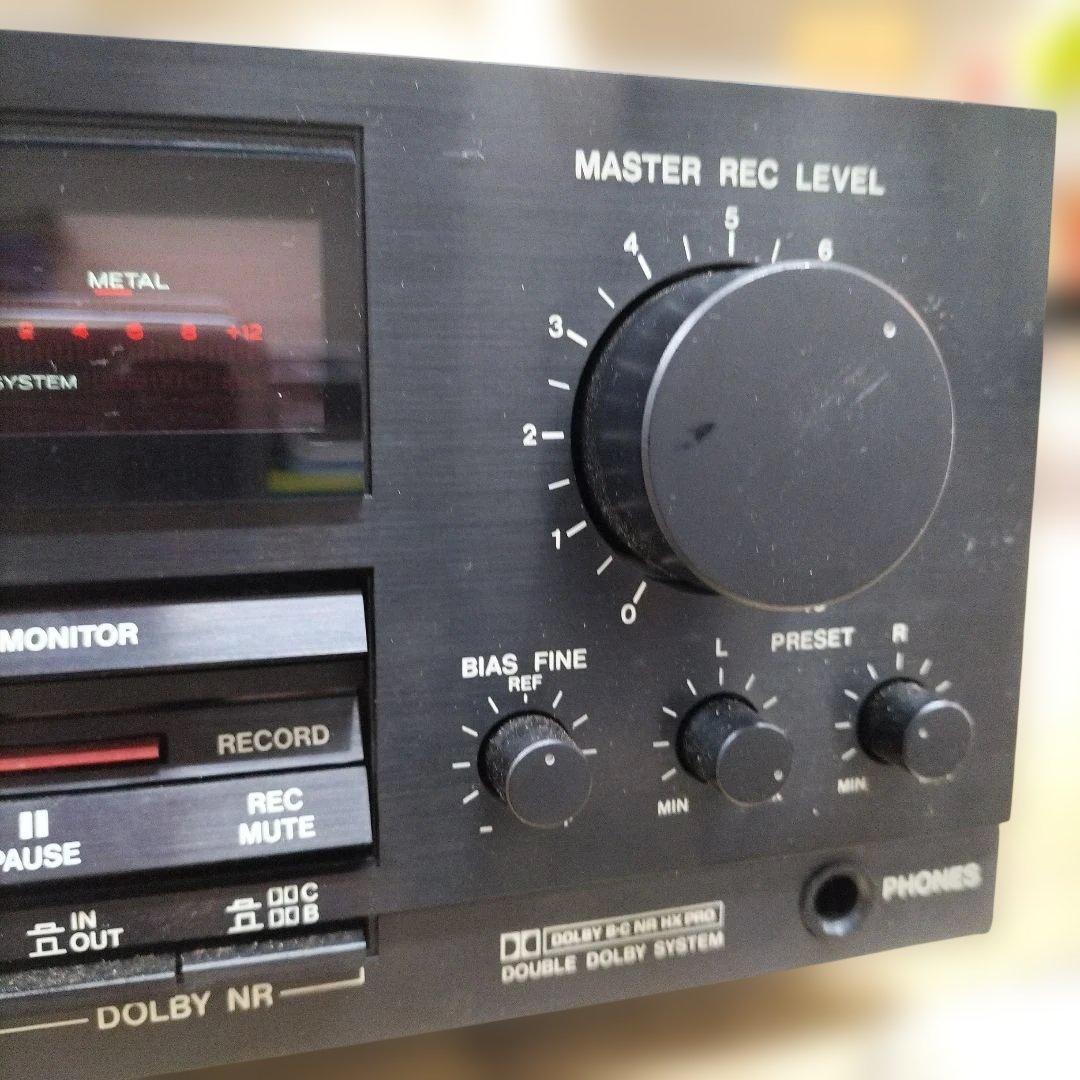 MASTER REC LEVEL
5
4
6
3
2
1
0
METAL
2 4 6 8 +12
SYSTEM
MONITOR
RECORD
PAUSE
REC
MUTE
IN
OUT
C
B
DOLBY NR
BIAS FINE
REF
L PRESET R
MIN
MIN
PHONES
DOLBY B-C NR HX PRO
DOUBLE DOLBY SYSTEM